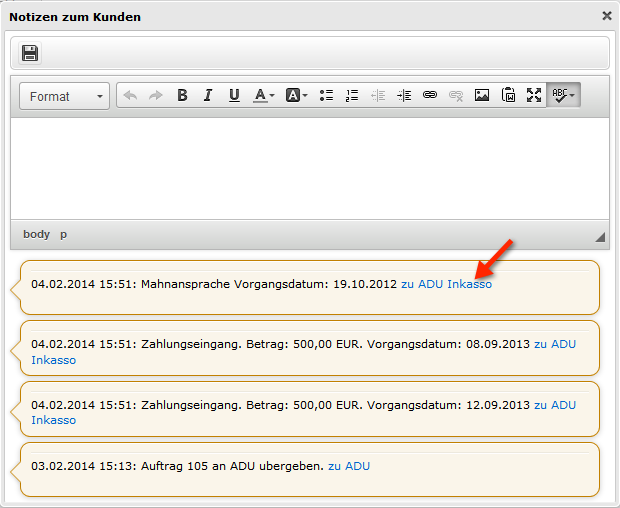 Notizen zum Kunden
Format
B I U A A ABC
body p
04.02.2014 15:51: Mahnansprache Vorgangsdatum: 19.10.2012 zu ADU Inkasso
04.02.2014 15:51: Zahlungseingang. Betrag: 500,00 EUR. Vorgangsdatum: 08.09.2013 zu ADU
Inkasso
04.02.2014 15:51: Zahlungseingang. Betrag: 500,00 EUR. Vorgangsdatum: 12.09.2013 zu ADU
Inkasso
03.02.2014 15:13: Auftrag 105 an ADU ubergeben. zu ADU